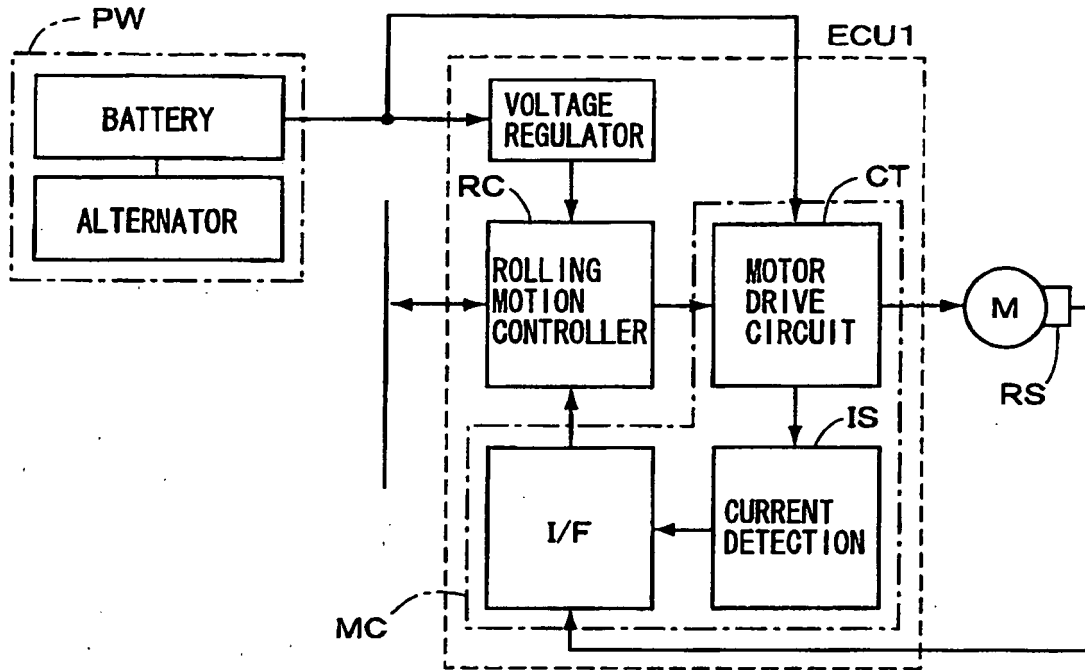 PW
ECU1
BATTERY
VOLTAGE
REGULATOR
ALTERNATOR
RC
CT
ROLLING
MOTION
CONTROLLER
MOTOR
DRIVE
CIRCUIT
M
RS
IS
I/F
CURRENT
DETECTION
MC